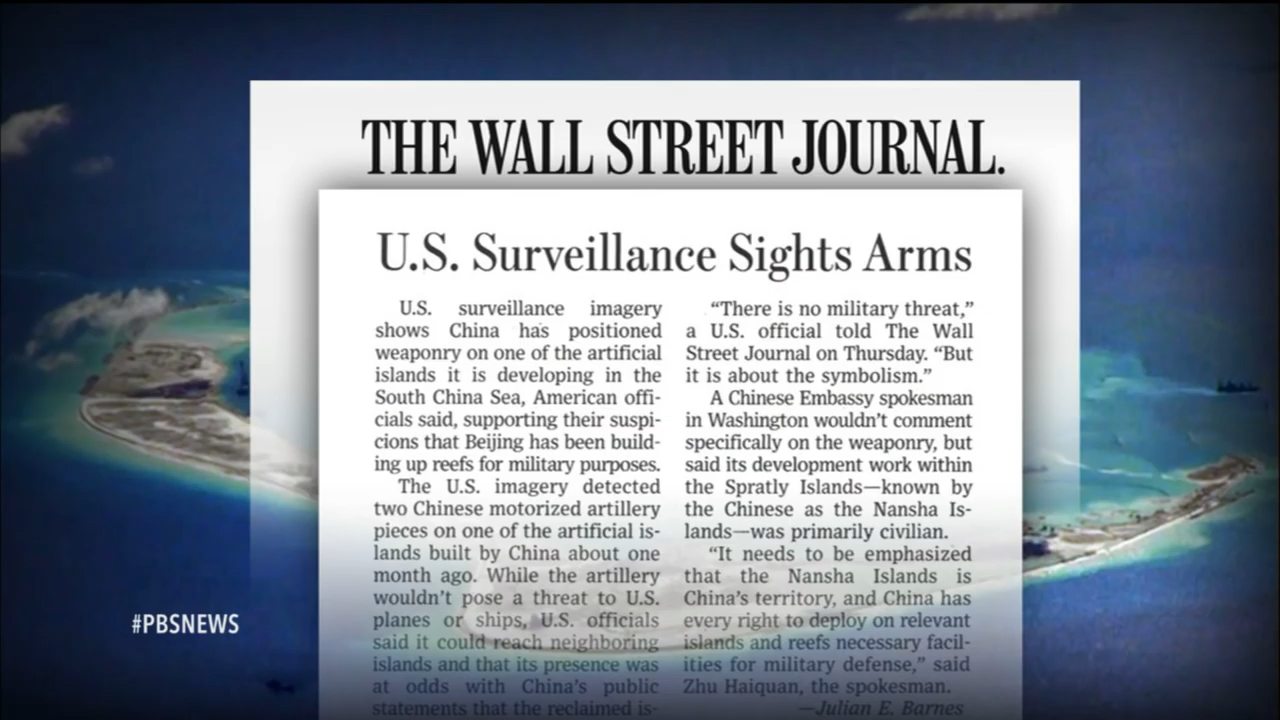 THE WALL STREET JOURNAL.
U.S. Surveillance Sights Arms
U.S. surveillance imagery
shows China has positioned
weaponry on one of the artificial
islands it is developing in the
South China Sea, American offi-
cials said, supporting their suspi-
cions that Beijing has been build-
ing up reefs for military purposes.
The U.S. imagery detected
two Chinese motorized artillery
pieces on one of the artificial is-
lands built by China about one
month ago. While the artillery
wouldn't pose a threat to U.S.
planes or ships, U.S. officials
said it could reach neighboring
islands and that its presence was
at odds with China's public
statements that the reclaimed is-
“There is no military threat,”
a U.S. official told The Wall
Street Journal on Thursday. “But
it is about the symbolism.”
A Chinese Embassy spokesman
in Washington wouldn't comment
specifically on the weaponry, but
said its development work within
the Spratly Islands—known by
the Chinese as the Nansha Is-
lands—was primarily civilian.
“It needs to be emphasized
that the Nansha Islands is
China's territory, and China has
every right to deploy on relevant
islands and reefs necessary facil-
ities for military defense,” said
Zhu Haiquan, the spokesman.
—Julian E. Barnes
#PBSNEWS